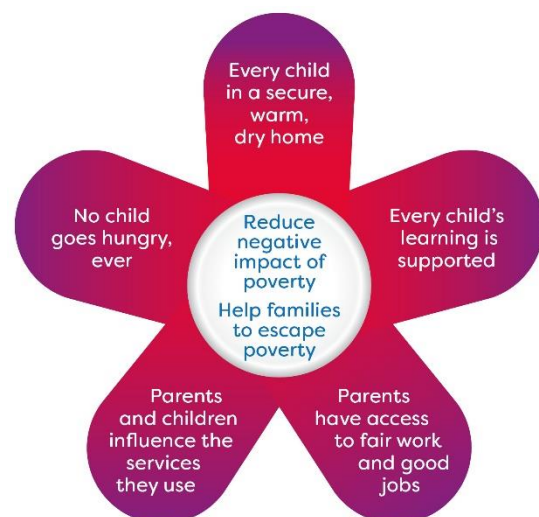 Every child
in a secure,
warm,
dry home
No child
goes hungry,
ever
Reduce
negative
impact of
poverty
Help families
to escape
poverty
Every child's
learning is
supported
Parents
and children
influence the
services
they use
Parents
have access
to fair work
and good
jobs